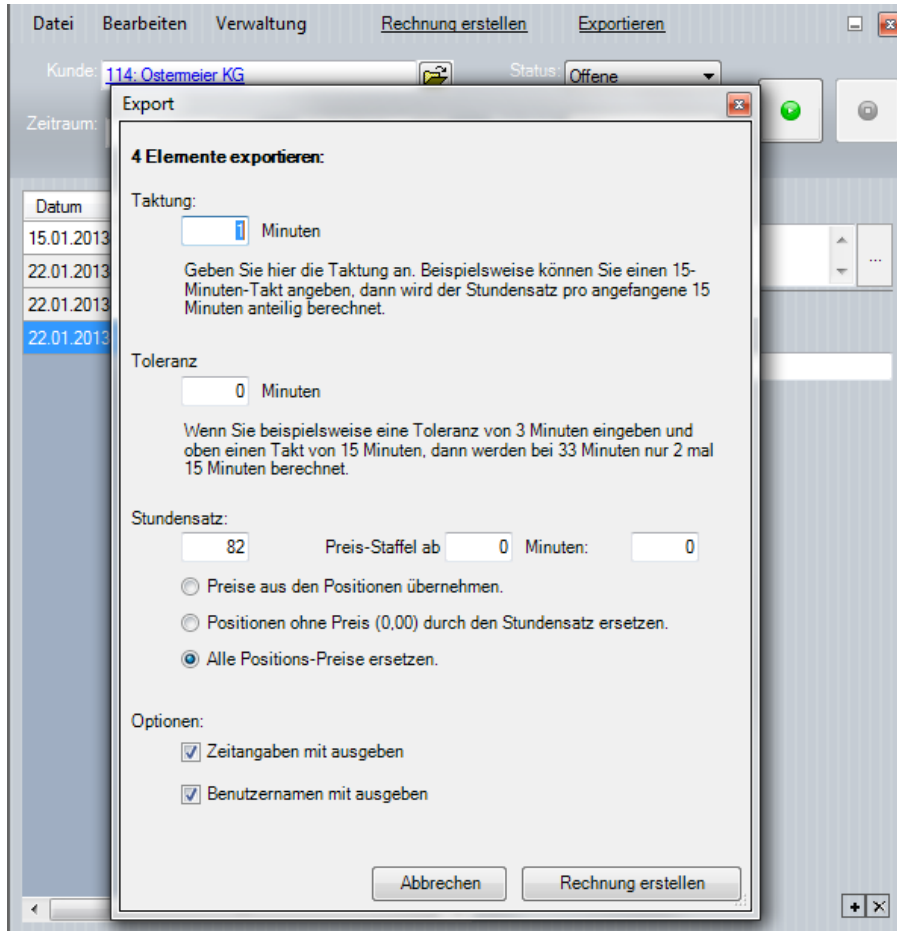 Datei Bearbeiten Verwaltung Rechnung erstellen Exportieren
Kunde: 114: Ostermeier KG Status: Offene
Zeitraum:
Export
4 Elemente exportieren:
Taktung:
1 Minuten
Geben Sie hier die Taktung an. Beispielsweise können Sie einen 15-
Minuten-Takt angeben, dann wird der Stundensatz pro angefangene 15
Minuten anteilig berechnet.
Toleranz
0 Minuten
Wenn Sie beispielsweise eine Toleranz von 3 Minuten eingeben und
oben einen Takt von 15 Minuten, dann werden bei 33 Minuten nur 2 mal
15 Minuten berechnet.
Stundensatz:
82 Preis-Staffel ab 0 Minuten: 0
Preise aus den Positionen übernehmen.
Positionen ohne Preis (0,00) durch den Stundensatz ersetzen.
Alle Positions-Preise ersetzen.
Optionen:
Zeitangaben mit ausgeben
Benutzernamen mit ausgeben
Abbrechen Rechnung erstellen
Datum
15.01.2013
22.01.2013
22.01.2013
22.01.2013
...